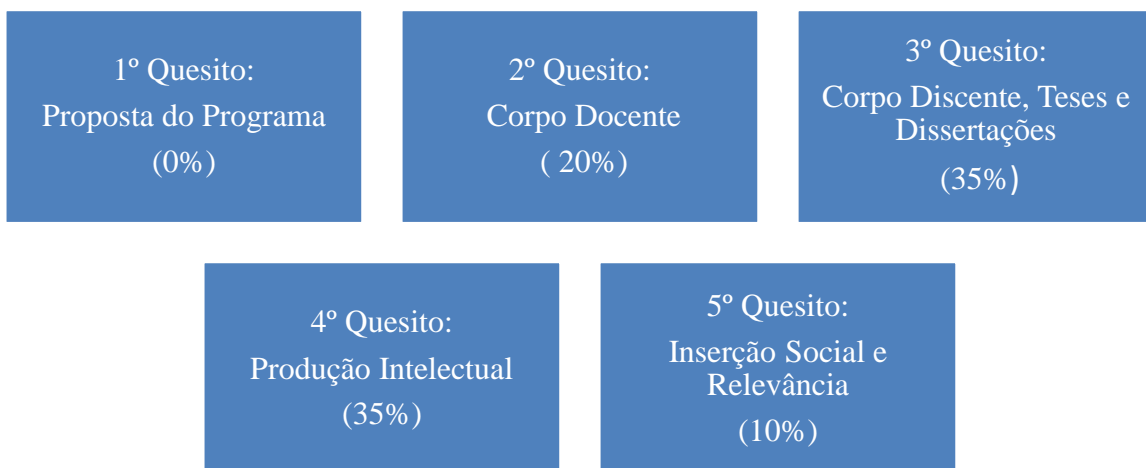 1º Quesito:
Proposta do Programa
(0%)
2º Quesito:
Corpo Docente
( 20%)
3º Quesito:
Corpo Discente, Teses e
Dissertações
(35%)
4º Quesito:
Produção Intelectual
(35%)
5º Quesito:
Inserção Social e
Relevância
(10%)